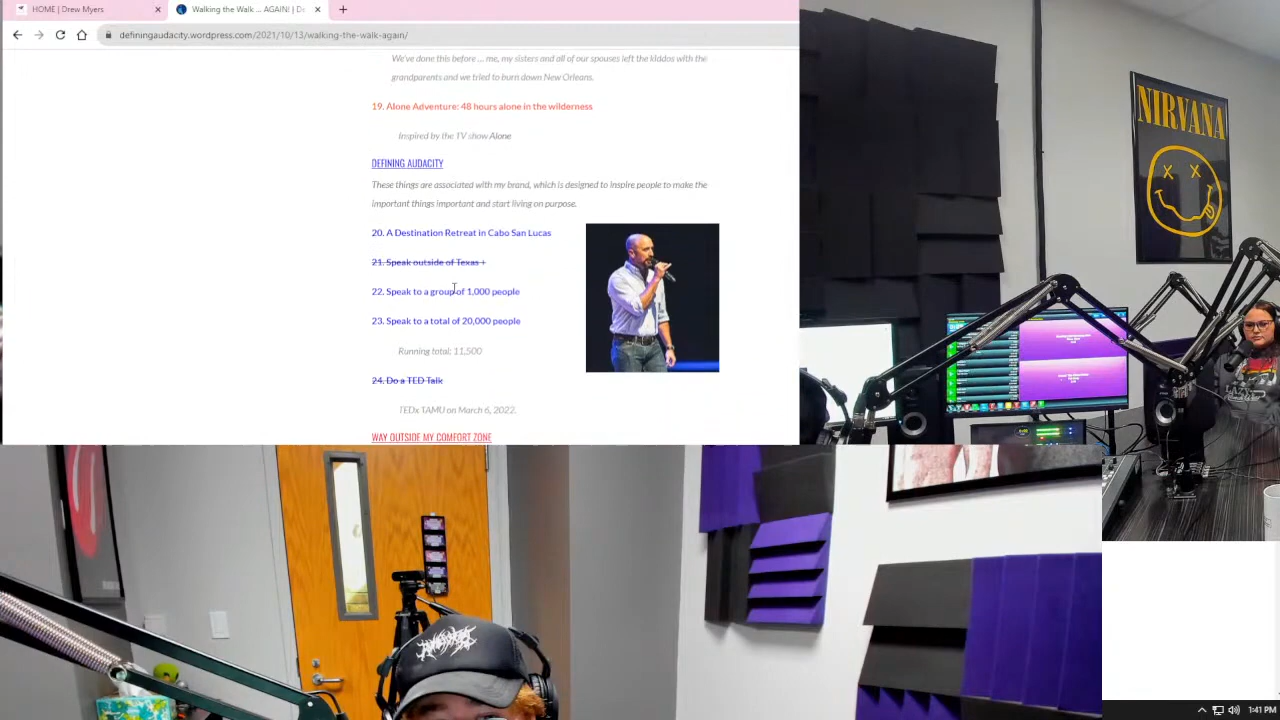 HOME | Drew Myers
Walking the Walk ... AGAIN! | De
definingaudacity.wordpress.com/2021/10/13/walking-the-walk-again/
We've done this before ... me, my sisters and all of our spouses left the kiddos with the
grandparents and we tried to burn down New Orleans.
19. Alone Adventure: 48 hours alone in the wilderness
Inspired by the TV show Alone
DEFINING AUDACITY
These things are associated with my brand, which is designed to inspire people to make the
important things important and start living on purpose.
20. A Destination Retreat in Cabo San Lucas
21. Speak outside of Texas +
22. Speak to a group of 1,000 people
23. Speak to a total of 20,000 people
Running total: 11,500
24. Do a TED Talk
TEDx TAMU on March 6, 2022.
WAY OUTSIDE MY COMFORT ZONE
NIRVANA
1:41 PM